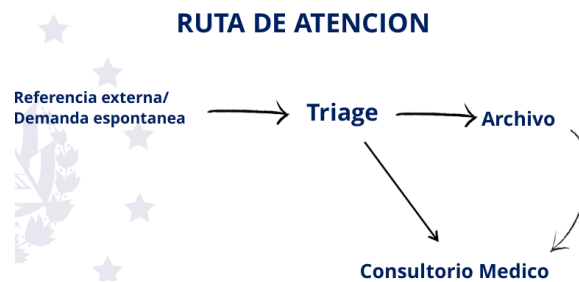 RUTA DE ATENCION
Referencia externa/
Demanda espontanea
Triage
Archivo
Consultorio Medico